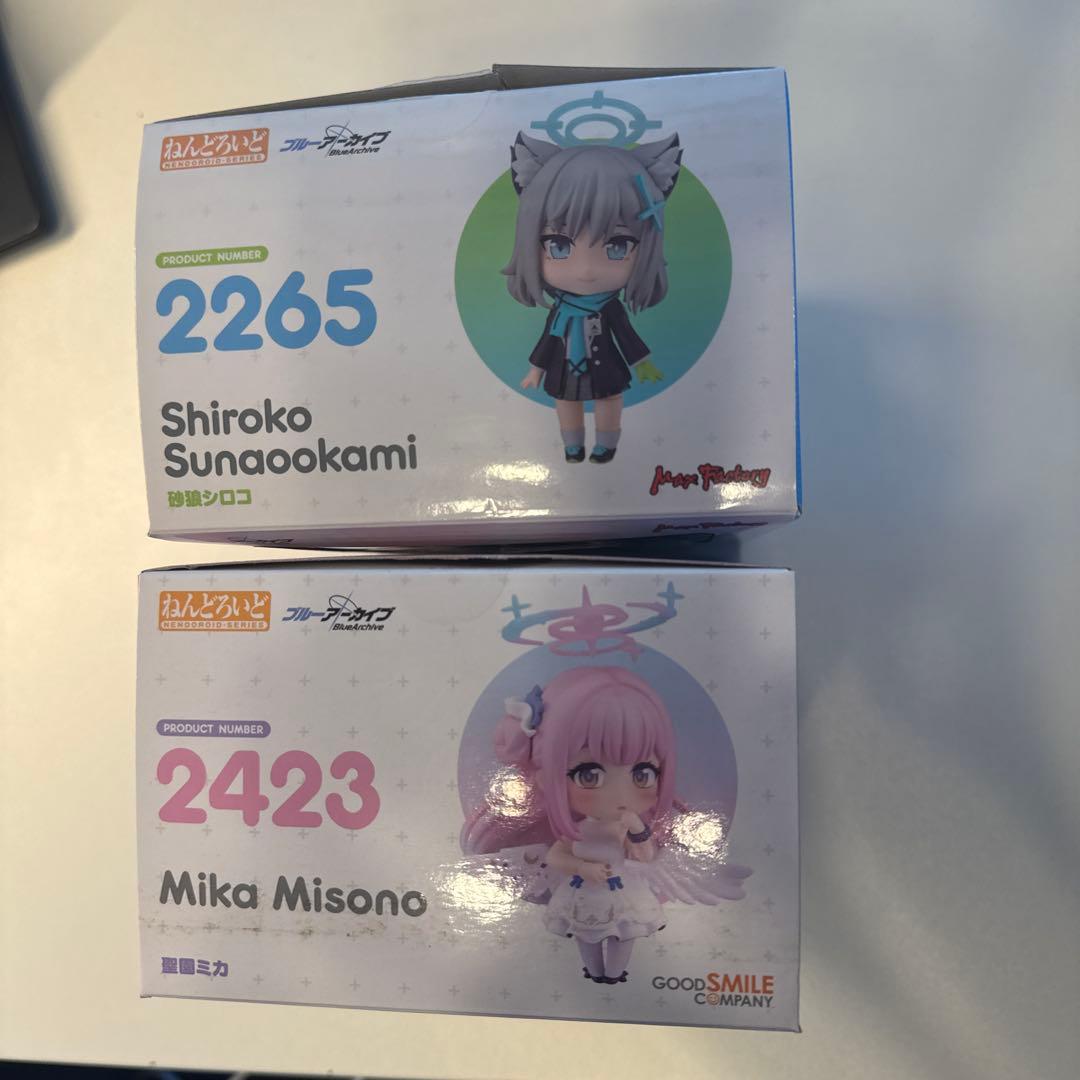 ねんどろいど
NENDOROID-SERIES
ブルーアーカイブ
BlueArchive
PRODUCT NUMBER
2265
Shiroko
Sunaookami
砂狼シロコ
Max Factory
ねんどろいど
NENDOROID-SERIES
ブルーアーカイブ
BlueArchive
PRODUCT NUMBER
2423
Mika Misono
聖園ミカ
GOOD SMILE
COMPANY